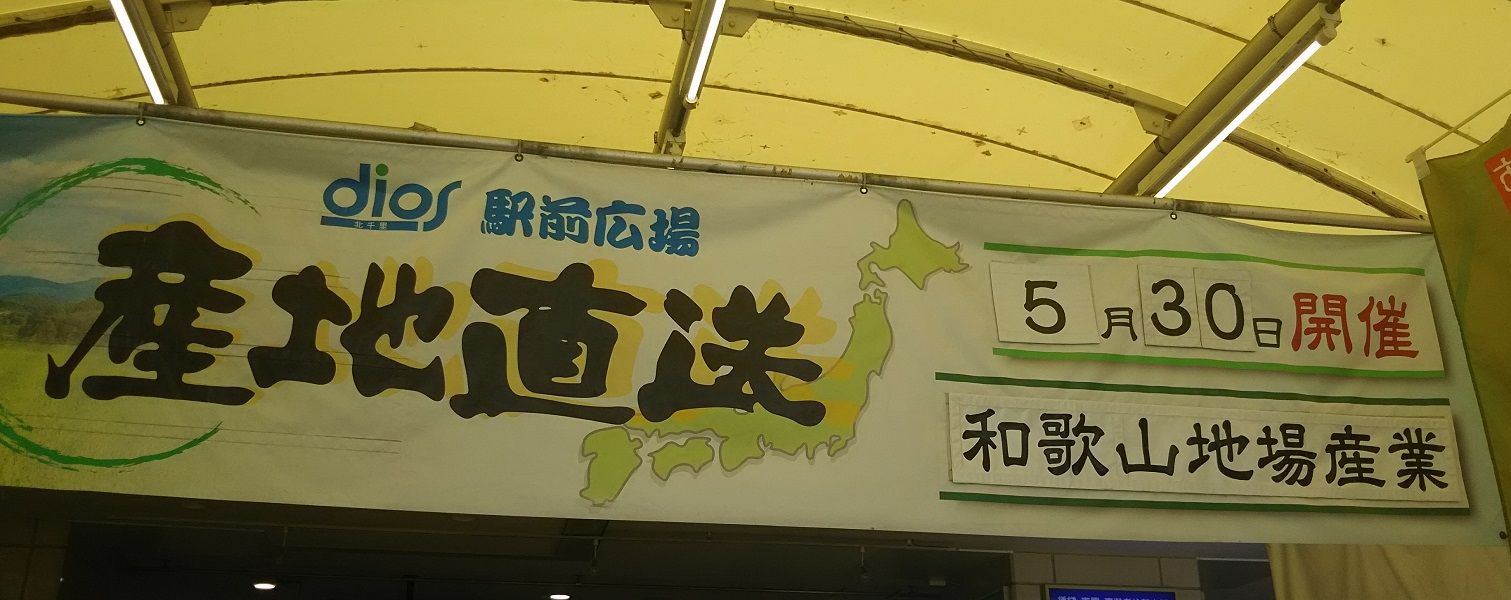 dios 駅前広場
北千里
産地直送
5月30日開催
和歌山地場産業